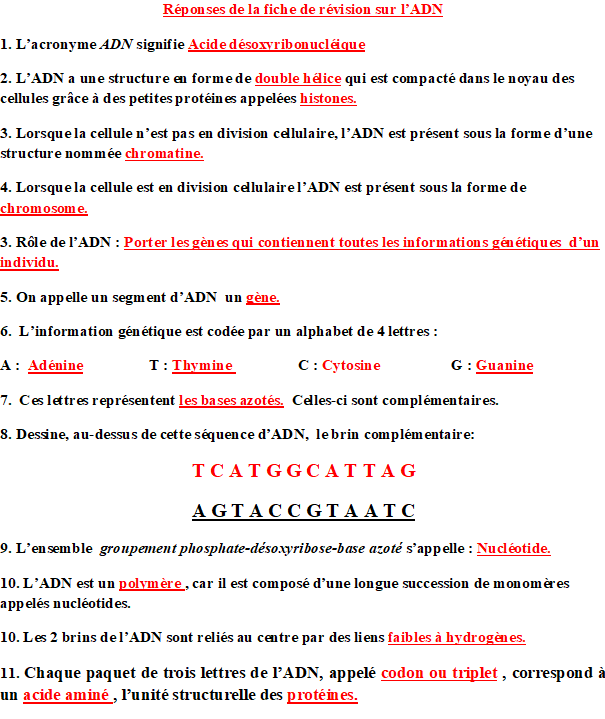 Réponses de la fiche de révision sur l’ADN
1. L’acronyme ADN signifie Acide désoxyribonucléique
2. L’ADN a une structure en forme de double hélice qui est compacté dans le noyau des
cellules grâce à des petites protéines appelées histones.
3. Lorsque la cellule n’est pas en division cellulaire, l’ADN est présent sous la forme d’une
structure nommée chromatine.
4. Lorsque la cellule est en division cellulaire l’ADN est présent sous la forme de
chromosome.
3. Rôle de l’ADN : Porter les gènes qui contiennent toutes les informations génétiques d’un
individu.
5. On appelle un segment d’ADN un gène.
6. L’information génétique est codée par un alphabet de 4 lettres :
A : Adénine T : Thymine C : Cytosine G : Guanine
7. Ces lettres représentent les bases azotés. Celles-ci sont complémentaires.
8. Dessine, au-dessus de cette séquence d’ADN, le brin complémentaire:
T C A T G G C A T T A G
A G T A C C G T A A T C
9. L’ensemble groupement phosphate-désoxyribose-base azoté s’appelle : Nucléotide.
10. L’ADN est un polymère , car il est composé d’une longue succession de monomères
appelés nucléotides.
10. Les 2 brins de l’ADN sont reliés au centre par des liens faibles à hydrogènes.
11. Chaque paquet de trois lettres de l’ADN, appelé codon ou triplet , correspond à
un acide aminé , l’unité structurelle des protéines.